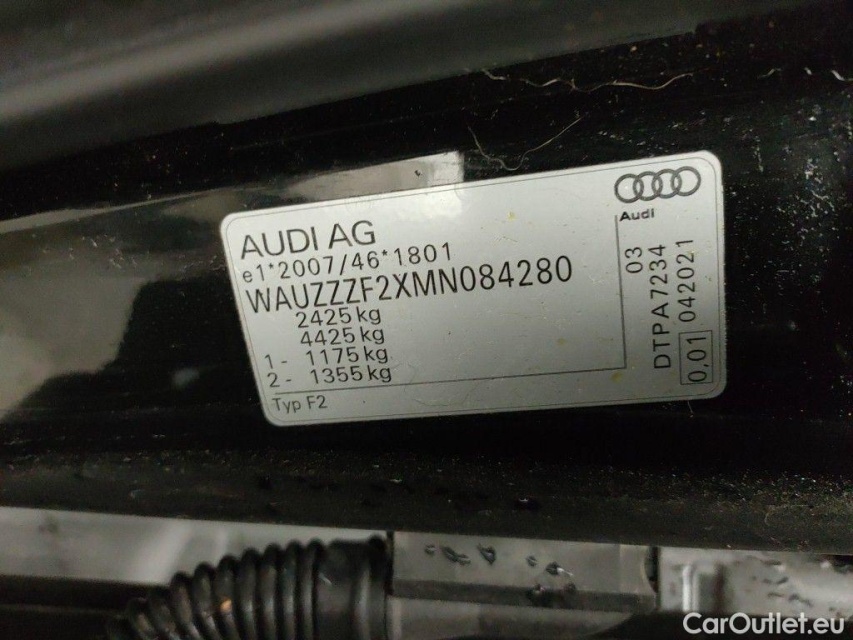 AUDI AG
e1*2007/46*1801
WAUZZZF2XMN084280
2425 kg
4425 kg
1- 1175 kg
2- 1355 kg
Typ F2
Audi
03
DTPA7234
0,01 042021
CarOutlet.eu